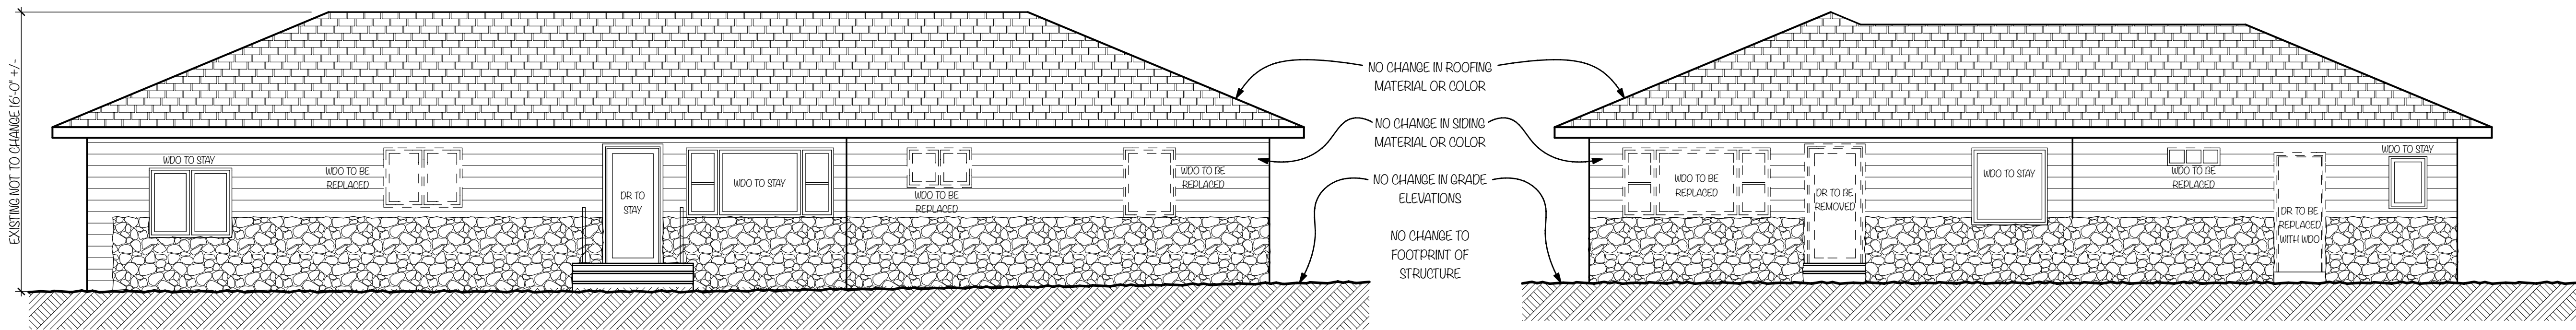 EXISTING NOT TO CHANGE 16'-0" +/-
WDO TO STAY
WDO TO BE
REPLACED
DR TO
STAY
WDO TO STAY
WDO TO BE
REPLACED
WDO TO BE
REPLACED
NO CHANGE IN ROOFING
MATERIAL OR COLOR
NO CHANGE IN SIDING
MATERIAL OR COLOR
NO CHANGE IN GRADE
ELEVATIONS
NO CHANGE TO
FOOTPRINT OF
STRUCTURE
WDO TO BE
REPLACED
DR TO BE
REMOVED
WDO TO STAY
WDO TO BE
REPLACED
DR TO BE
REPLACED
WITH WDO
WDO TO STAY